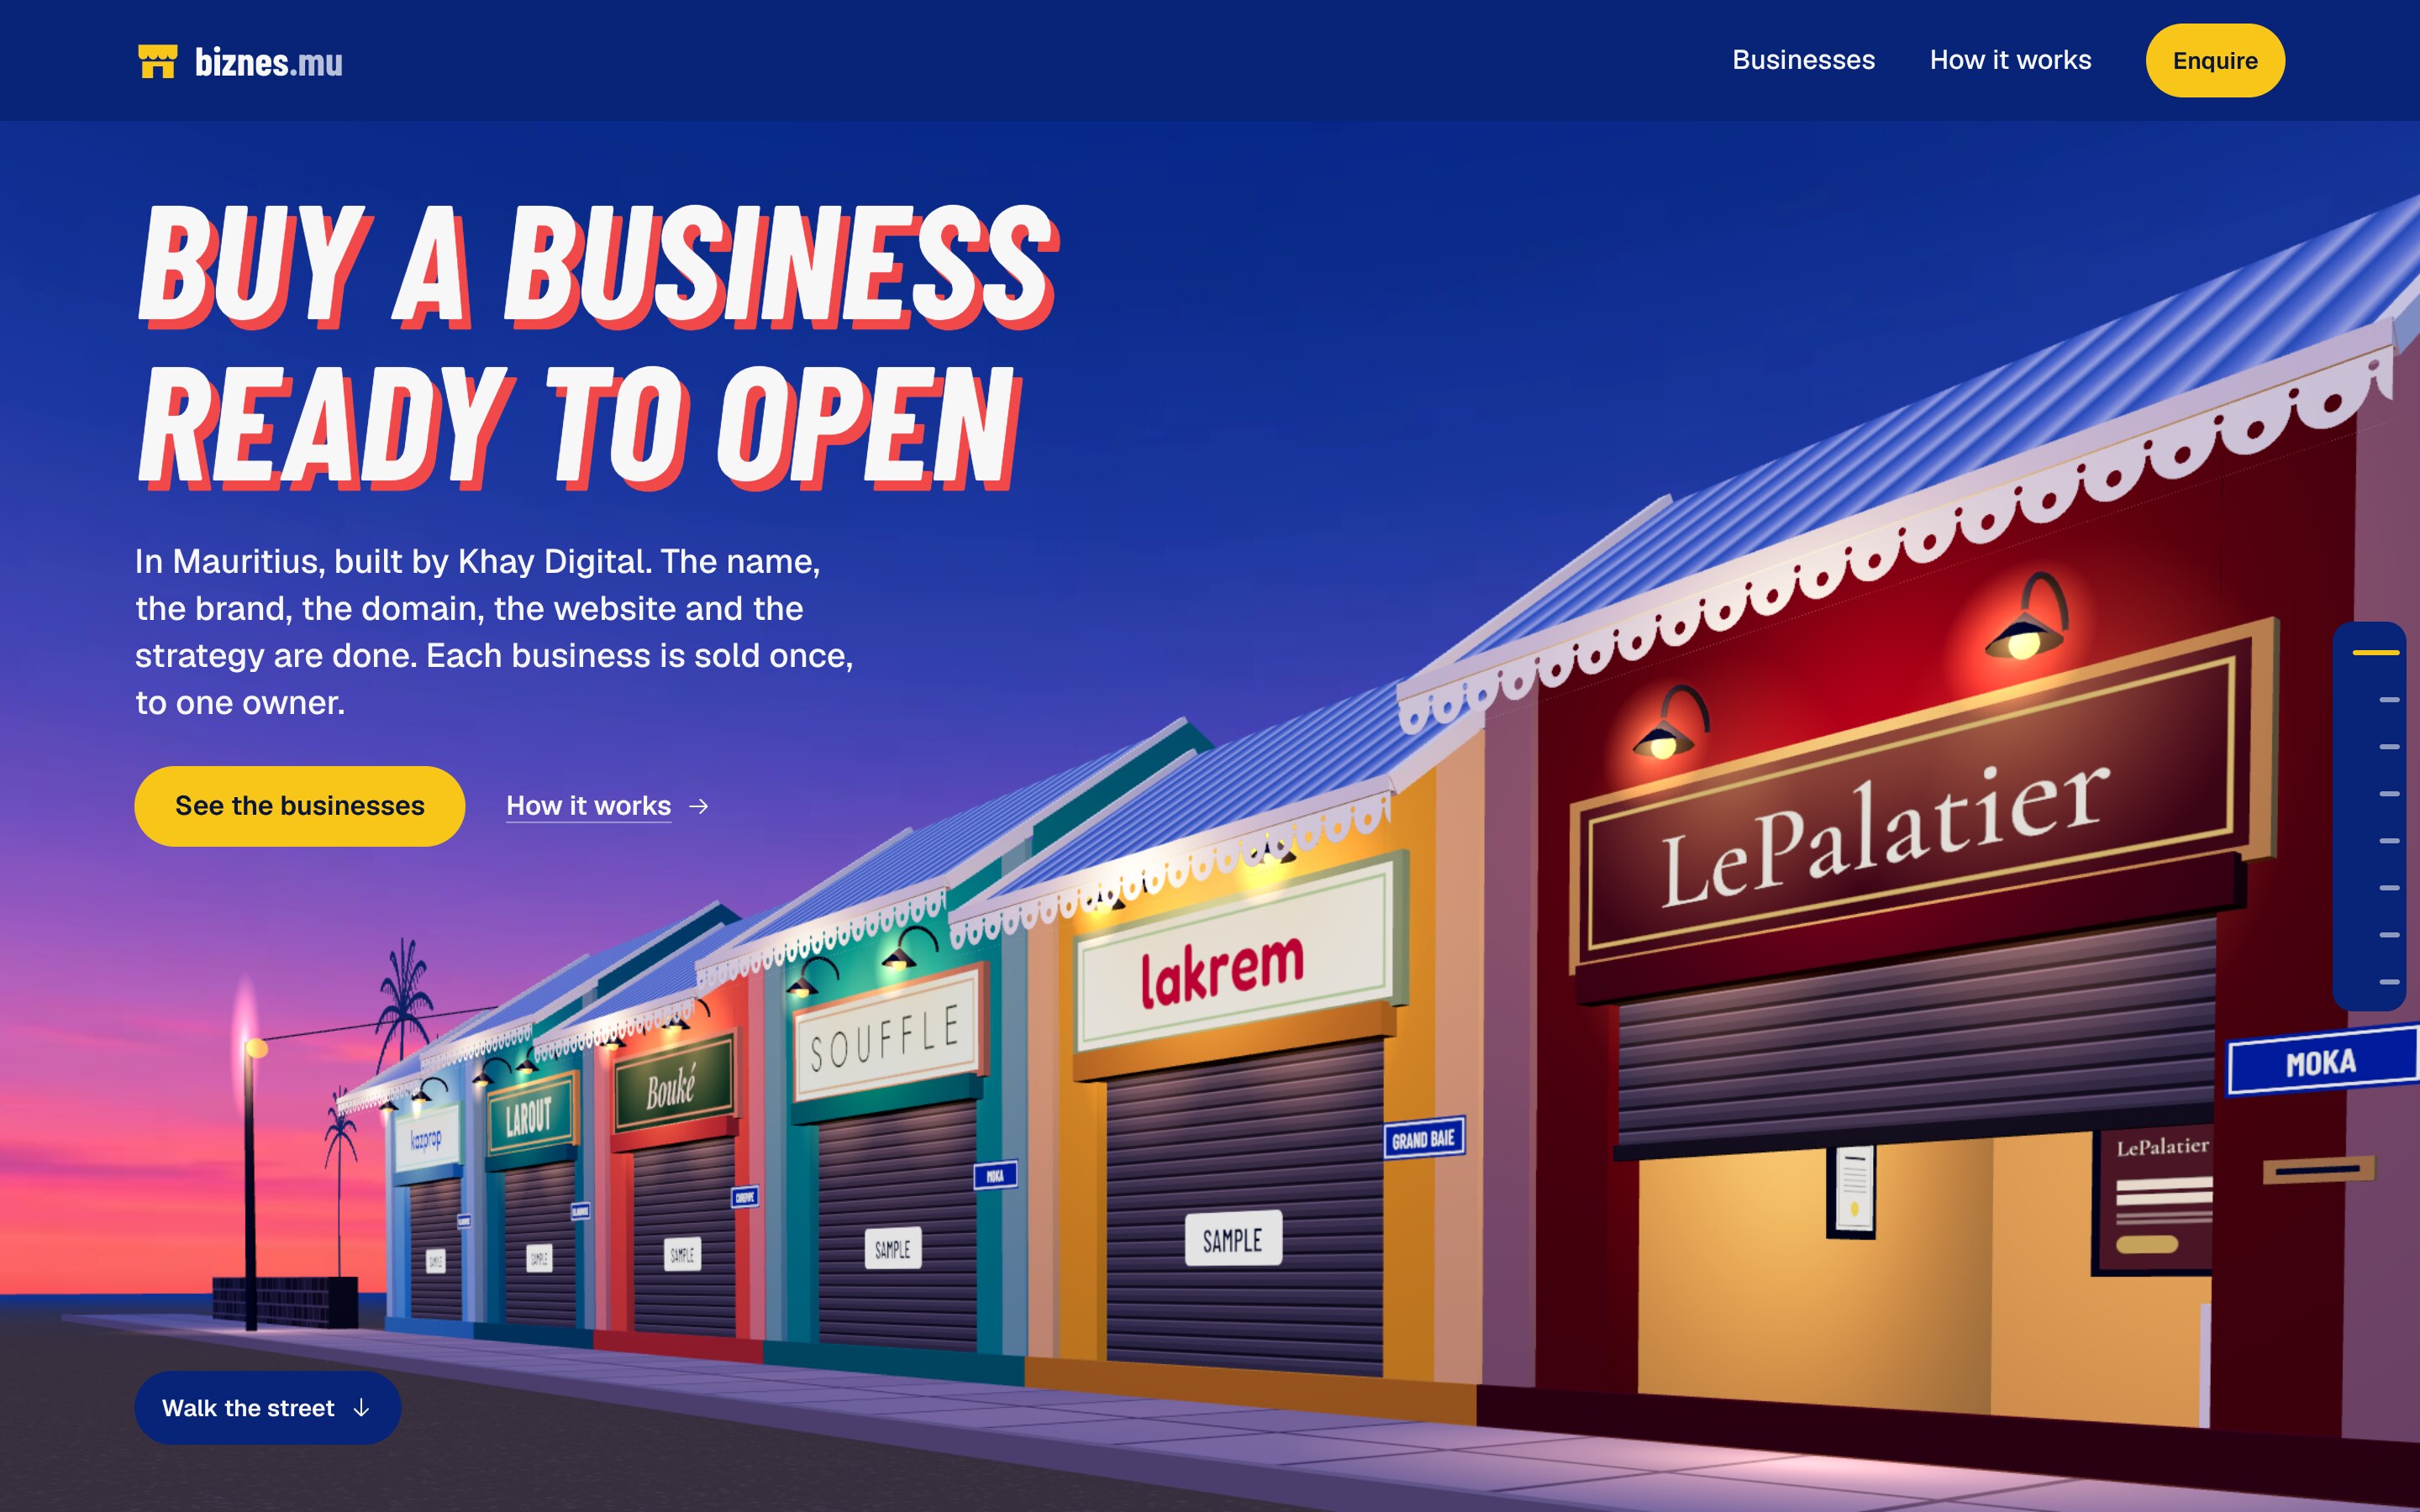 biznes.mu
Businesses
How it works
Enquire
BUY A BUSINESS
READY TO OPEN
In Mauritius, built by Khay Digital. The name,
the brand, the domain, the website and the
strategy are done. Each business is sold once,
to one owner.
See the businesses
How it works
LePalatier
lakrem
SOUFFLE
Bouké
LAROUT
kazprop
MOKA
GRAND BAIE
MOKA
CUREPIPE
LePalatier
SAMPLE
SAMPLE
SAMPLE
SAMPLE
SAMPLE
Walk the street